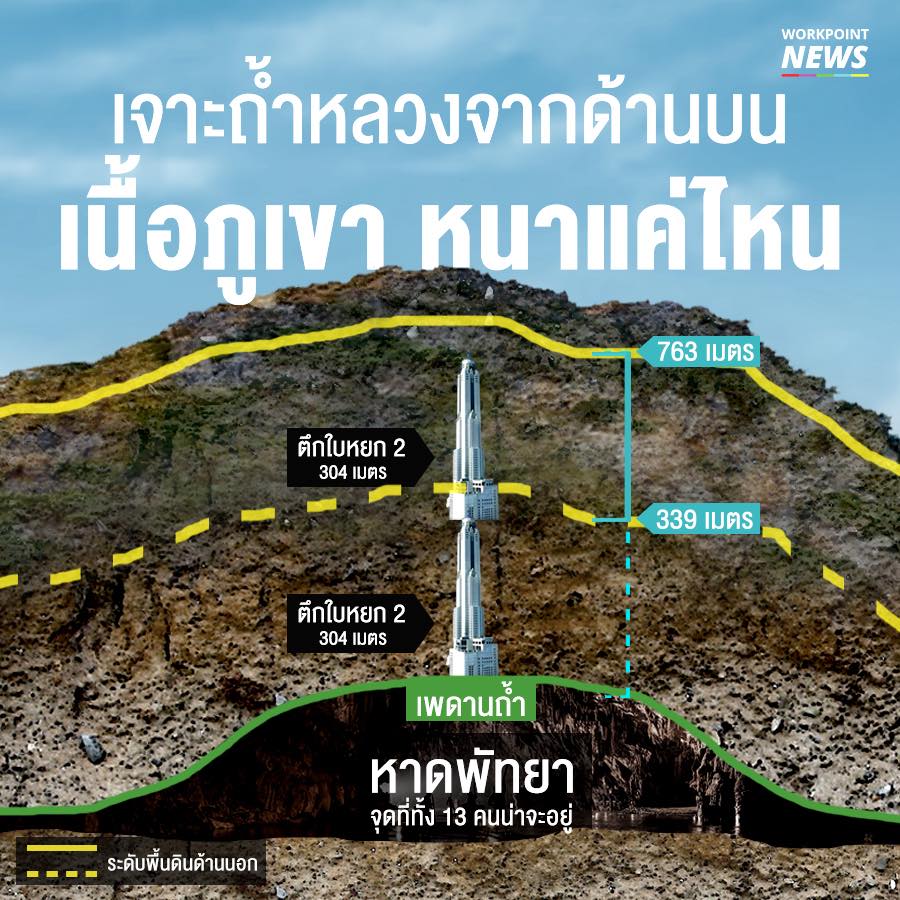 WORKPOINT
NEWS
เจาะถ้ำหลวงจากด้านบน
เนื้อภูเขา หนาแค่ไหน
763 เมตร
ตึกใบหยก 2
304 เมตร
339 เมตร
ตึกใบหยก 2
304 เมตร
เพดานถ้ำ
หาดพัทยา
จุดที่ทั้ง 13 คนน่าจะอยู่
ระดับพื้นดินด้านนอก